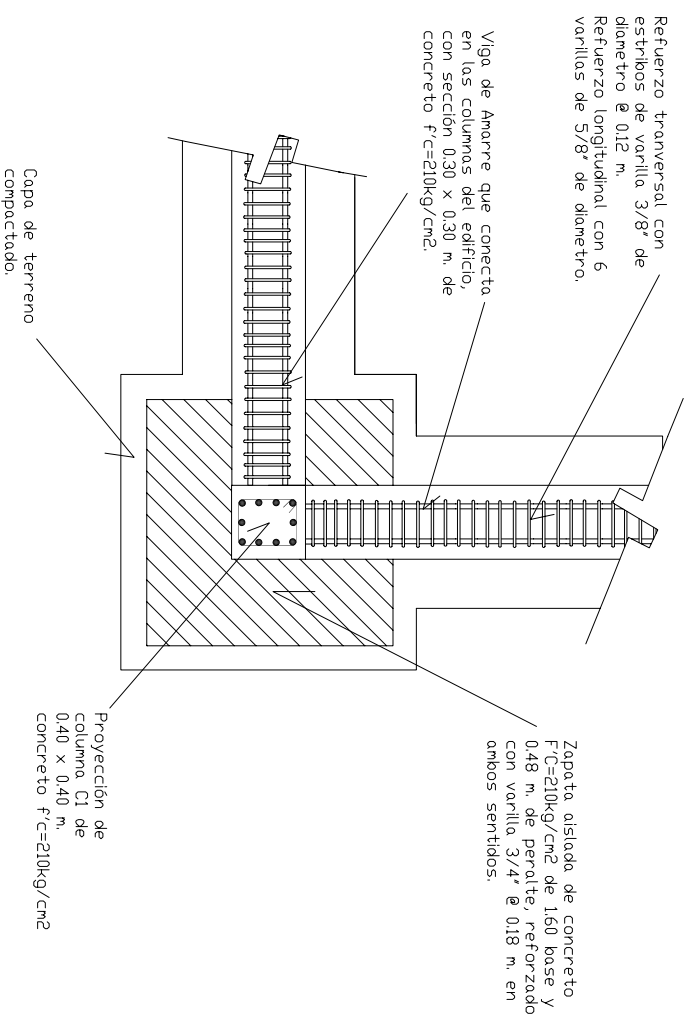 Refuerzo tranversal con
estribos de varilla 3/8" de
diametro @ 0.12 m.
Refuerzo longitudinal con 6
varillas de 5/8" de diametro.
Viga de Amarre que conecta
en las columnas del edificio,
con sección 0.30 x 0.30 m. de
concreto f'c=210kg/cm2.
Capa de terreno
compactado.
Zapata aislada de concreto
F'C=210kg/cm2 de 1.60 base y
0.48 m. de peralte, reforzado
con varilla 3/4" @ 0.18 m. en
ambos sentidos.
Proyección de
columna C1 de
0.40 x 0.40 m.
concreto f'c=210kg/cm2